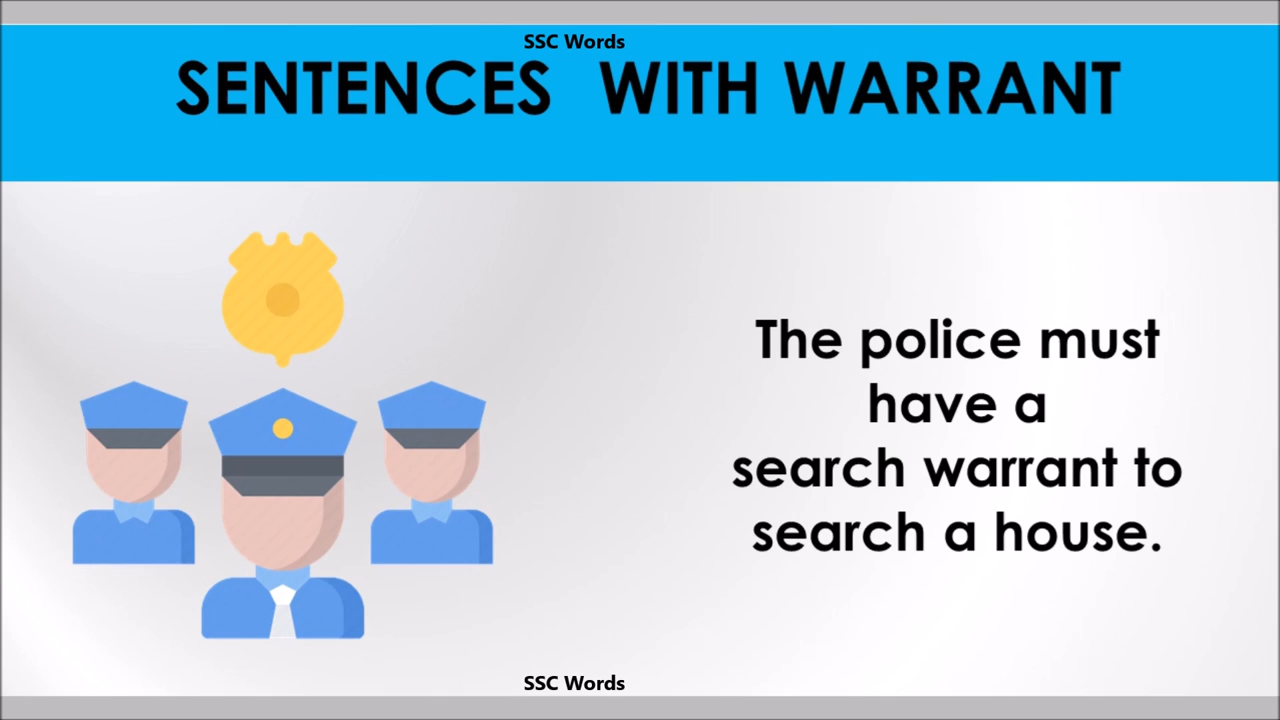 SSC Words
SENTENCES WITH WARRANT
The police must
have a
search warrant to
search a house.
SSC Words